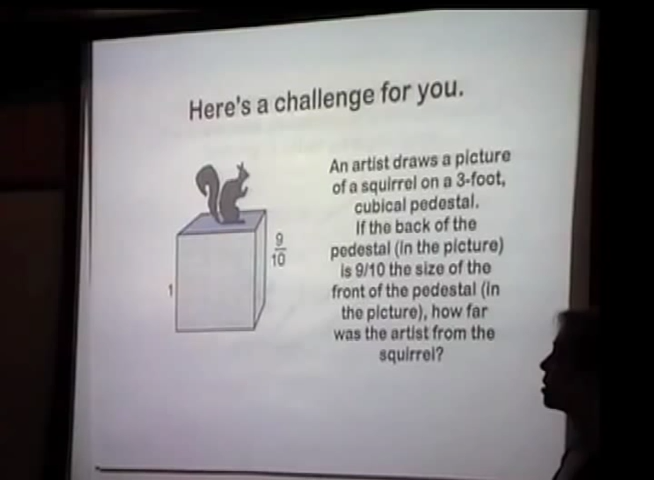 Here's a challenge for you.
An artist draws a picture
of a squirrel on a 3-foot,
cubical pedestal.
If the back of the
pedestal (in the picture)
is 9/10 the size of the
front of the pedestal (in
the picture), how far
was the artist from the
squirrel?
9
10
1